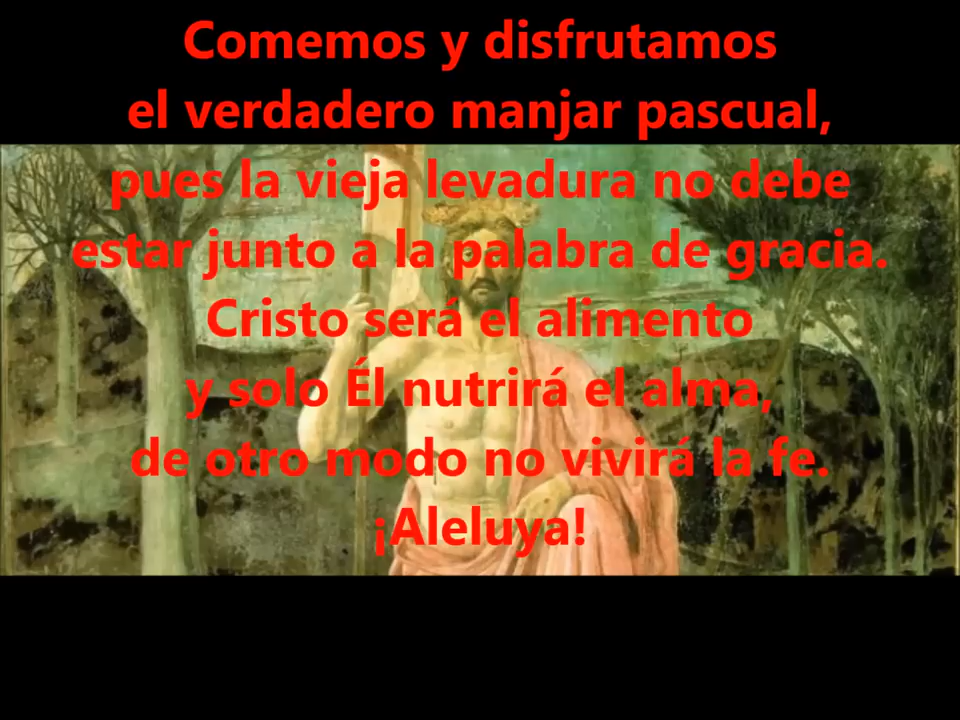 Comemos y disfrutamos
el verdadero manjar pascual,
pues la vieja levadura no debe
estar junto a la palabra de gracia.
Cristo será el alimento
y solo Él nutrirá el alma,
de otro modo no vivirá la fe.
¡Aleluya!